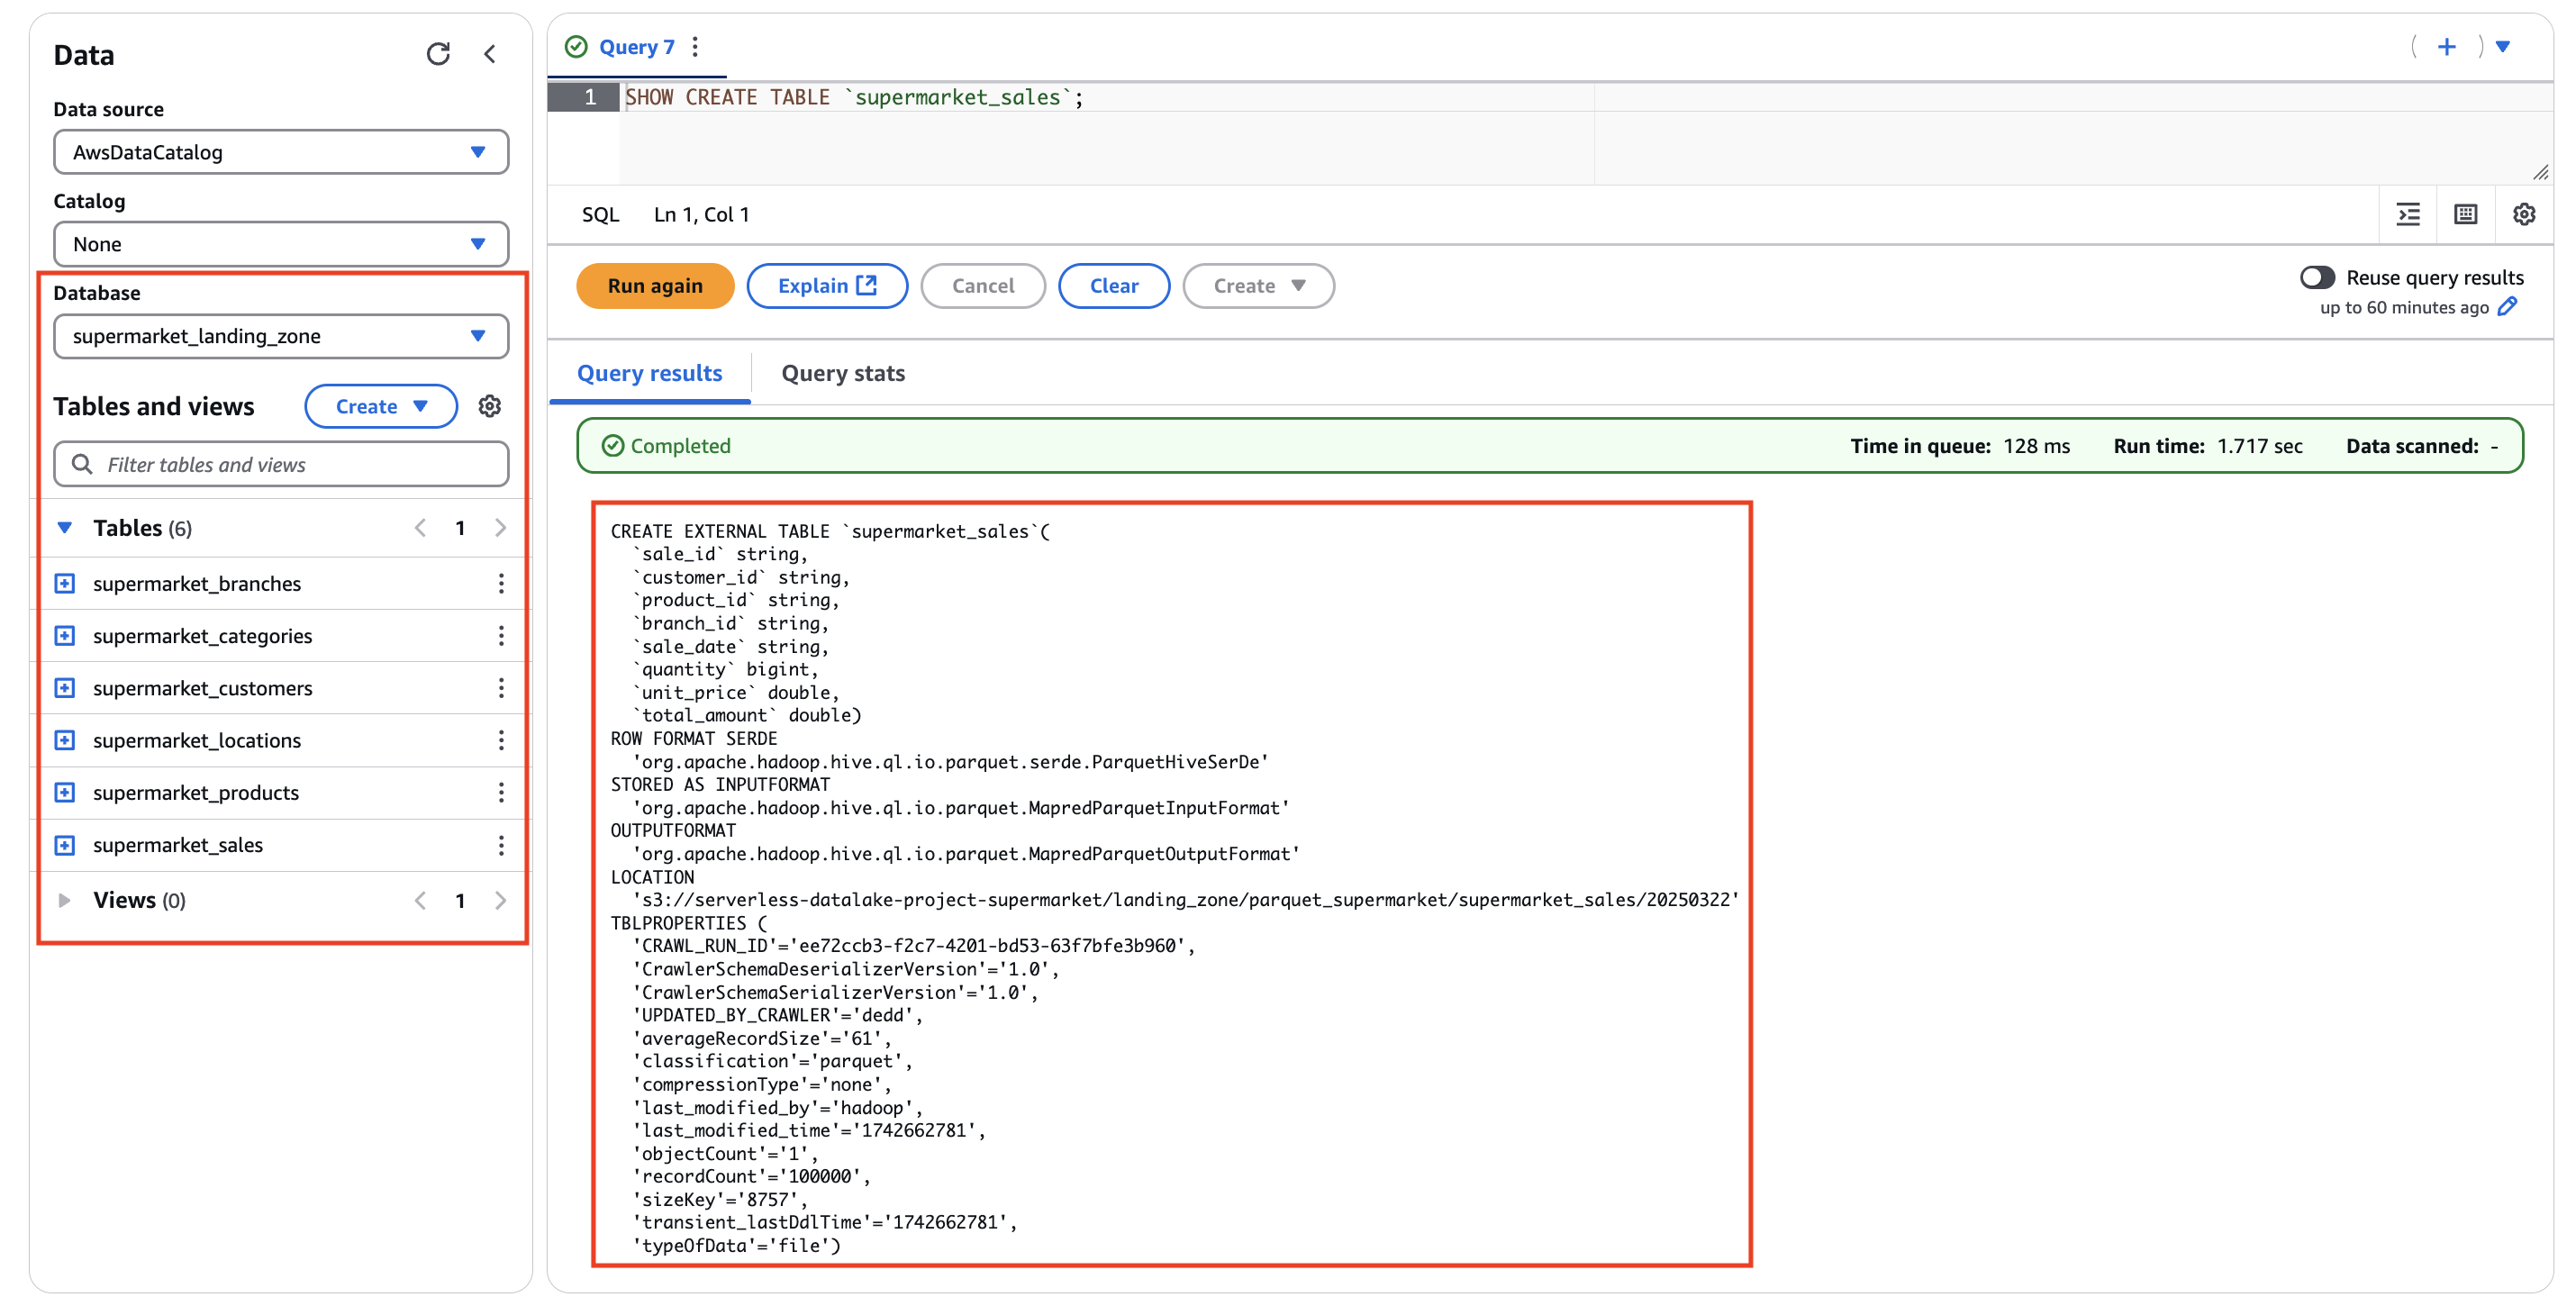 Data
Data source
AwsDataCatalog
Catalog
None
Database
supermarket_landing_zone
Tables and views
Create
Filter tables and views
Tables (6)
1
supermarket_branches
supermarket_categories
supermarket_customers
supermarket_locations
supermarket_products
supermarket_sales
Views (0)
1
Query 7
1 SHOW CREATE TABLE `supermarket_sales`;
SQL Ln 1, Col 1
Run again Explain Cancel Clear Create
Reuse query results
up to 60 minutes ago
Query results Query stats
Completed Time in queue: 128 ms Run time: 1.717 sec Data scanned: -
CREATE EXTERNAL TABLE `supermarket_sales`(
`sale_id` string,
`customer_id` string,
`product_id` string,
`branch_id` string,
`sale_date` string,
`quantity` bigint,
`unit_price` double,
`total_amount` double)
ROW FORMAT SERDE
'org.apache.hadoop.hive.ql.io.parquet.serde.ParquetHiveSerDe'
STORED AS INPUTFORMAT
'org.apache.hadoop.hive.ql.io.parquet.MapredParquetInputFormat'
OUTPUTFORMAT
'org.apache.hadoop.hive.ql.io.parquet.MapredParquetOutputFormat'
LOCATION
's3://serverless-datalake-project-supermarket/landing_zone/parquet_supermarket/supermarket_sales/20250322'
TBLPROPERTIES (
'CRAWL_RUN_ID'='ee72ccb3-f2c7-4201-bd53-63f7bfe3b960',
'CrawlerSchemaDeserializerVersion'='1.0',
'CrawlerSchemaSerializerVersion'='1.0',
'UPDATED_BY_CRAWLER'='dedd',
'averageRecordSize'='61',
'classification'='parquet',
'compressionType'='none',
'last_modified_by'='hadoop',
'last_modified_time'='1742662781',
'objectCount'='1',
'recordCount'='100000',
'sizeKey'='8757',
'transient_lastDdlTime'='1742662781',
'typeOfData'='file')